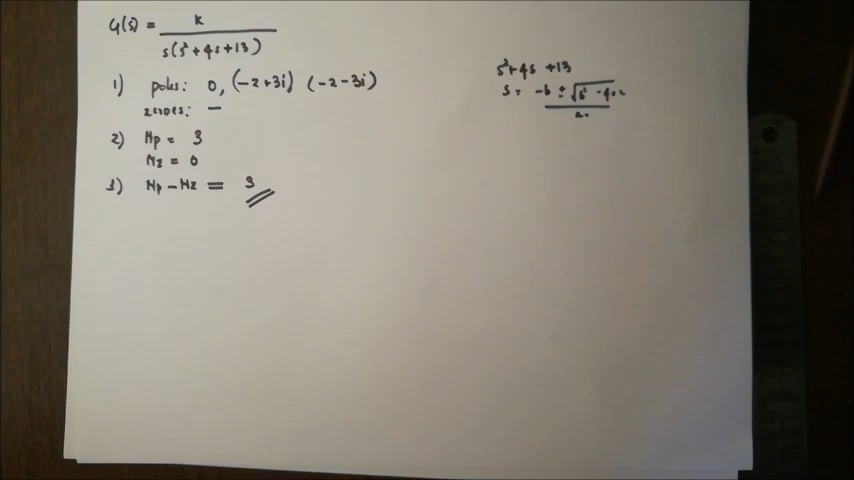 G(s) = K
s(s²+4s+13)
1) poles: 0, (-2+3i) (-2-3i)
zeroes: —
2) Np = 3
Nz = 0
3) Np - Nz = 3
s²+4s+13
s = -b ± √b²-4ac
2a